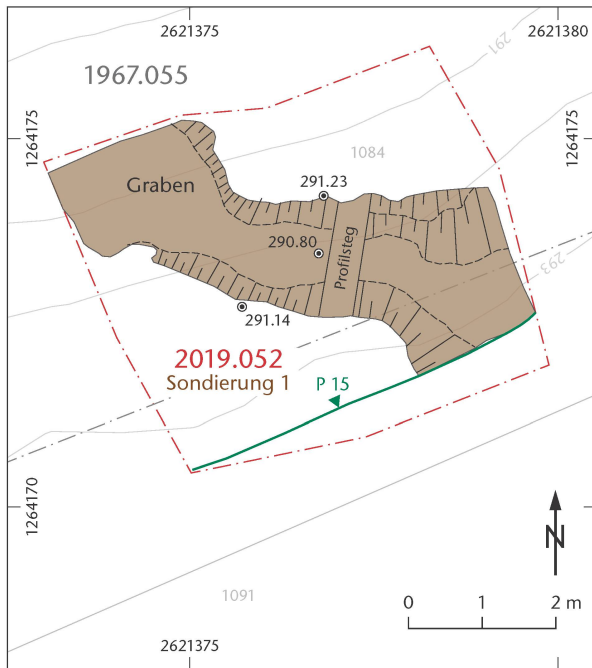 2621375
2621380
1967.055
291
1264175
1264175
1084
Graben
291.23
290.80
Profilsteg
293
291.14
2019.052
Sondierung 1
P 15
1264170
N
1091
0 1 2 m
2621375